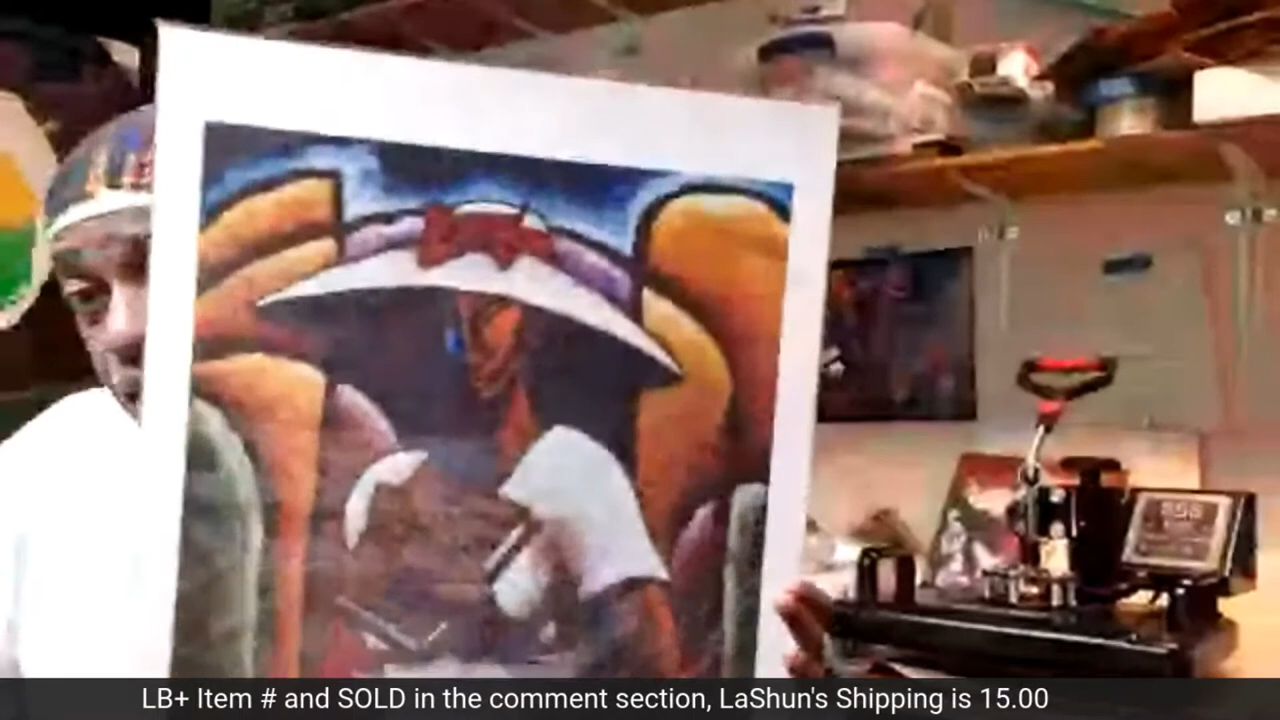 LB+ Item # and SOLD in the comment section, LaShun's Shipping is 15.00